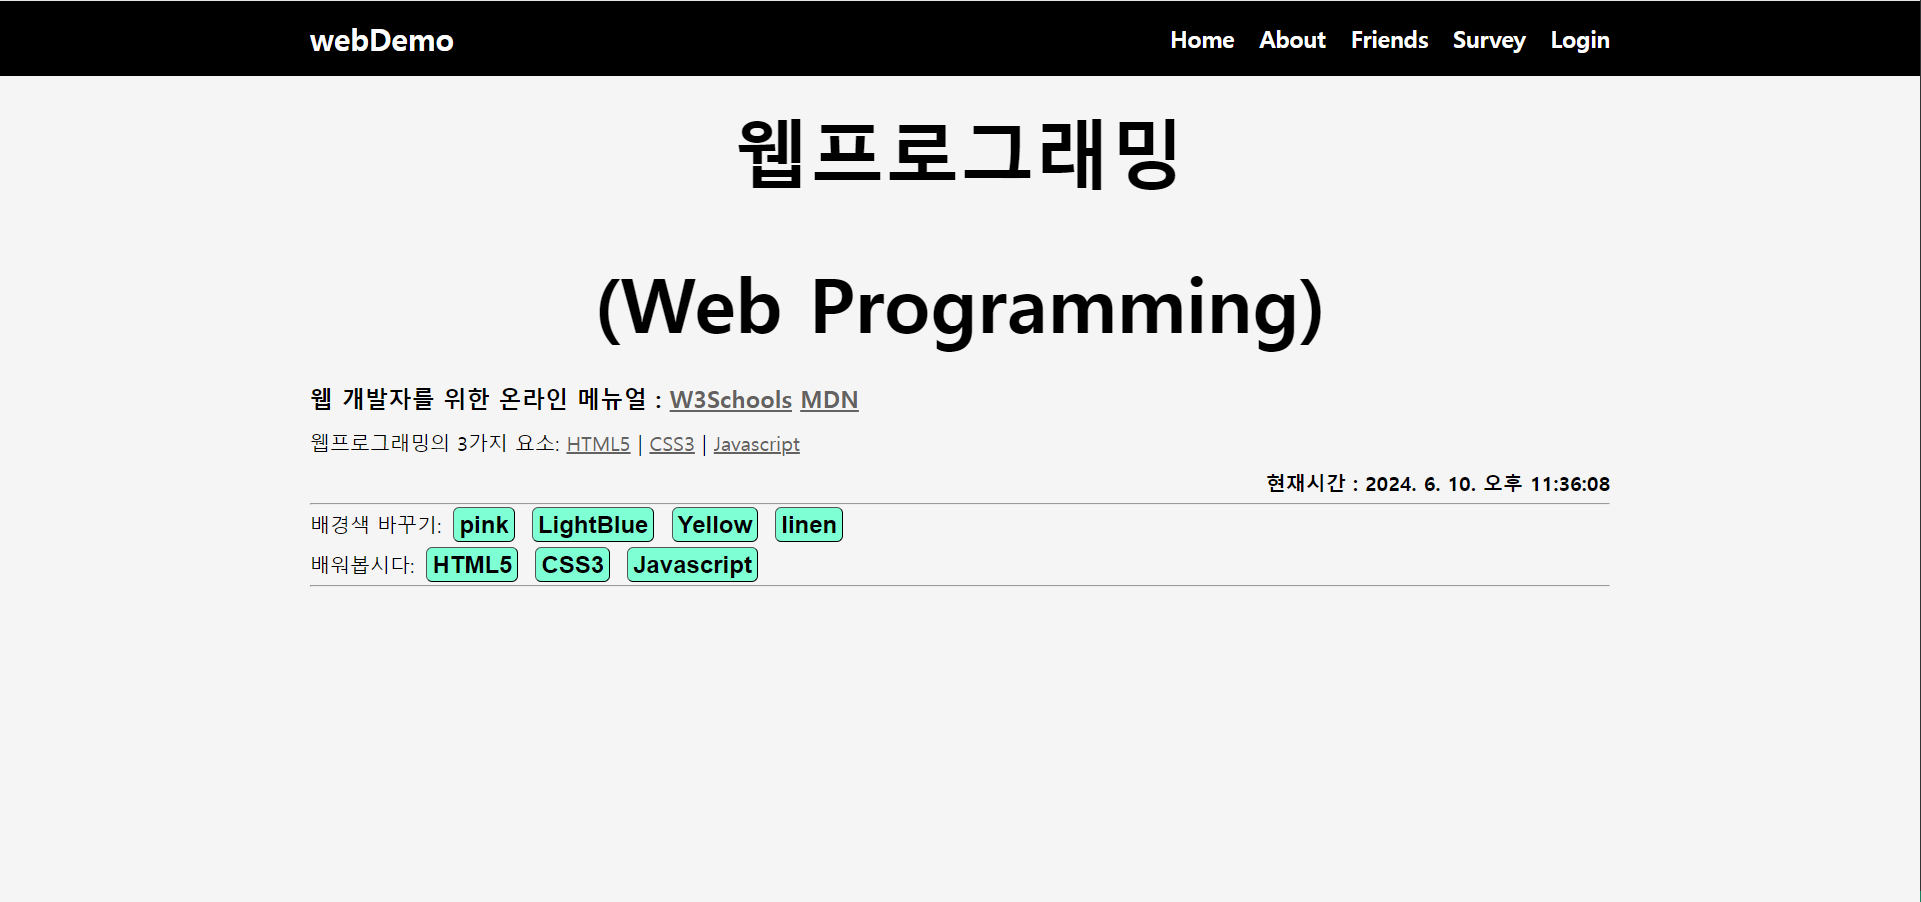 webDemo Home About Friends Survey Login
웹프로그래밍
(Web Programming)
웹 개발자를 위한 온라인 메뉴얼 : W3Schools MDN
웹프로그래밍의 3가지 요소: HTML5 | CSS3 | Javascript
현재시간 : 2024. 6. 10. 오후 11:36:08
배경색 바꾸기: pink LightBlue Yellow linen
배워봅시다: HTML5 CSS3 Javascript